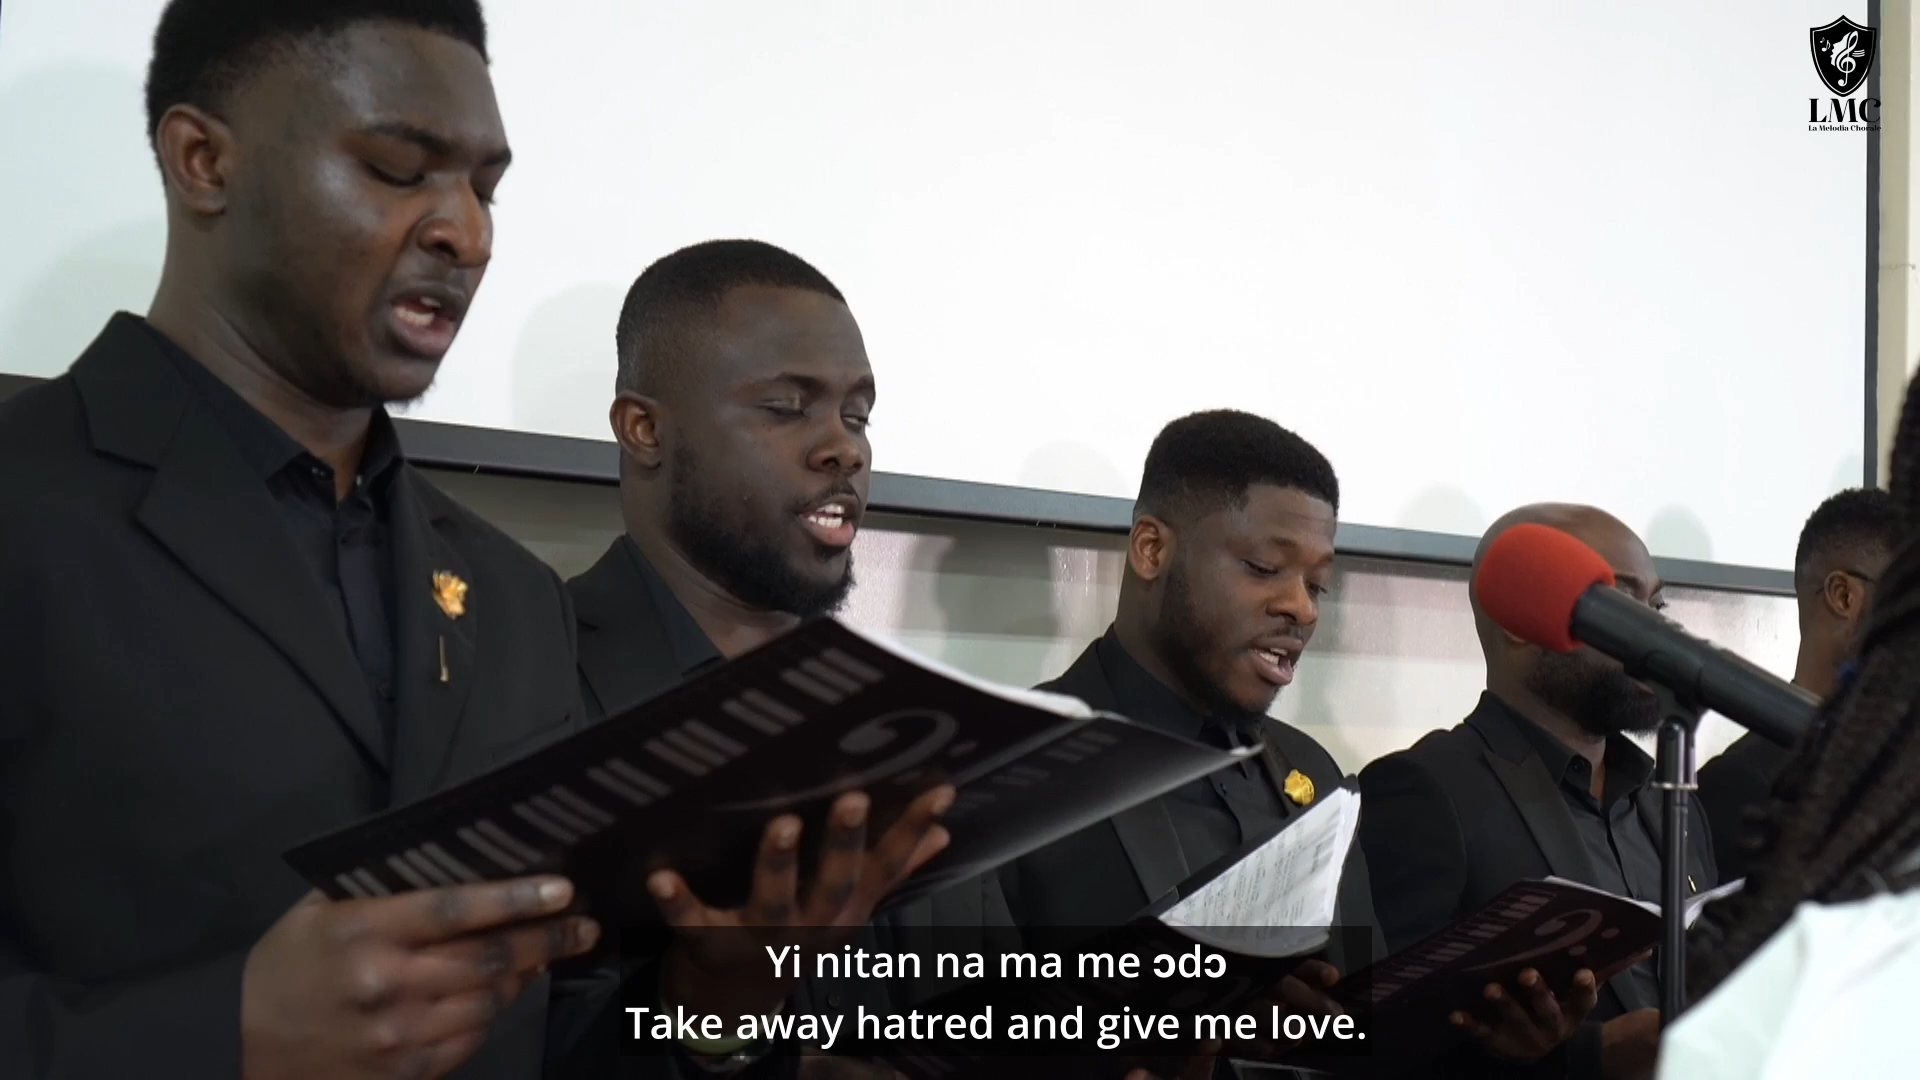 LMC
La Melodia Chorale
Yi nitan na ma me ɔdɔ
Take away hatred and give me love.